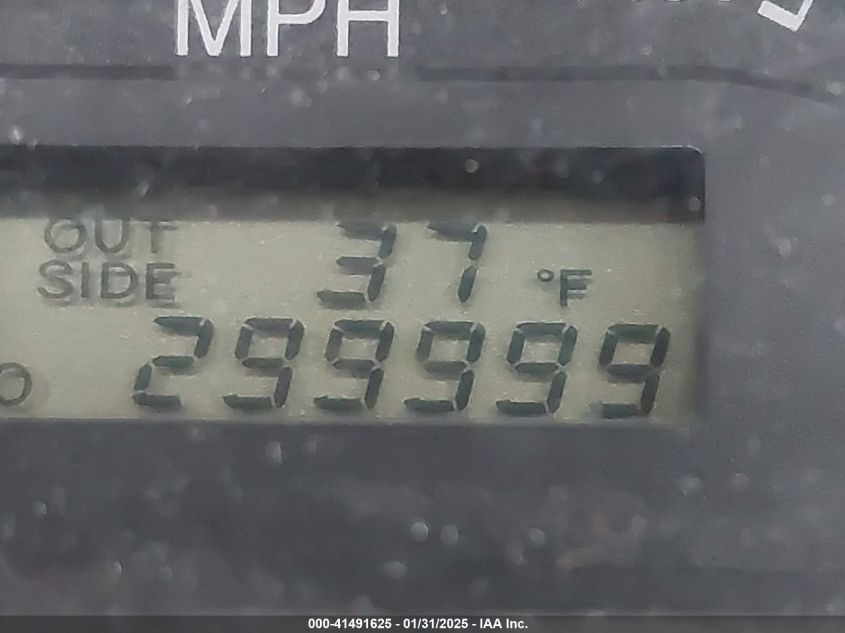 MPH
OUT 37
SIDE °F
O 299999
000-41491625 - 01/31/2025 - IAA Inc.